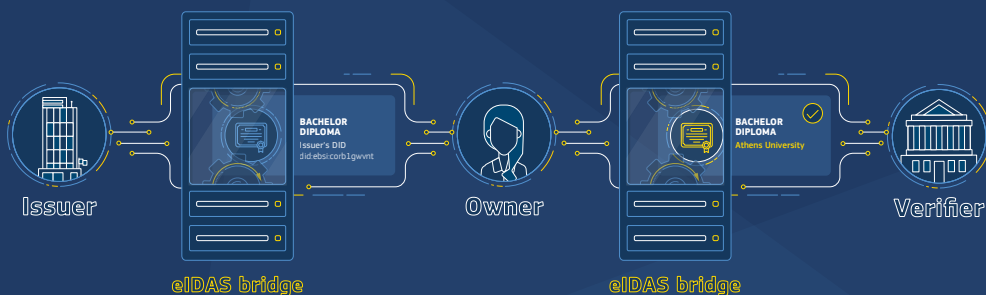 BACHELOR
DIPLOMA
Issuer's DID
did:ebsi:corb1gwvnt
BACHELOR
DIPLOMA
Athens University
Issuer
Owner
Verifier
eIDAS bridge
eIDAS bridge